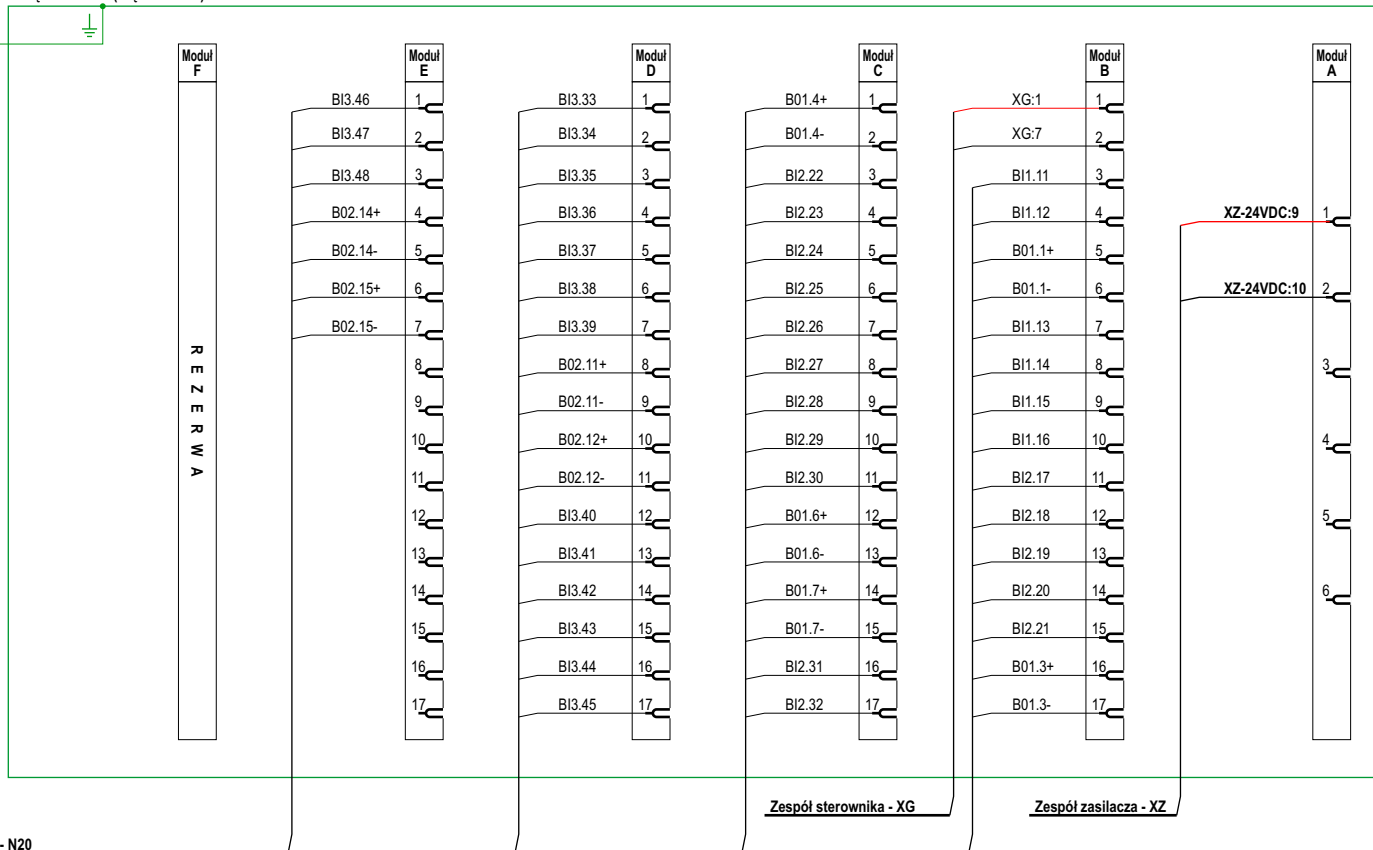 Moduł
F
R E Z E R W A
Moduł
E
BI3.46 1
BI3.47 2
BI3.48 3
B02.14+ 4
B02.14- 5
B02.15+ 6
B02.15- 7
8
9
10
11
12
13
14
15
16
17
Moduł
D
BI3.33 1
BI3.34 2
BI3.35 3
BI3.36 4
BI3.37 5
BI3.38 6
BI3.39 7
B02.11+ 8
B02.11- 9
B02.12+ 10
B02.12- 11
BI3.40 12
BI3.41 13
BI3.42 14
BI3.43 15
BI3.44 16
BI3.45 17
Moduł
C
B01.4+ 1
B01.4- 2
BI2.22 3
BI2.23 4
BI2.24 5
BI2.25 6
BI2.26 7
BI2.27 8
BI2.28 9
BI2.29 10
BI2.30 11
B01.6+ 12
B01.6- 13
B01.7+ 14
B01.7- 15
BI2.31 16
BI2.32 17
Moduł
B
XG:1 1
XG:7 2
BI1.11 3
BI1.12 4
B01.1+ 5
B01.1- 6
BI1.13 7
BI1.14 8
BI1.15 9
BI1.16 10
BI2.17 11
BI2.18 12
BI2.19 13
BI2.20 14
BI2.21 15
B01.3+ 16
B01.3- 17
Moduł
A
XZ-24VDC:9 1
XZ-24VDC:10 2
3
4
5
6
Zespół sterownika - XG
Zespół zasilacza - XZ
- N20